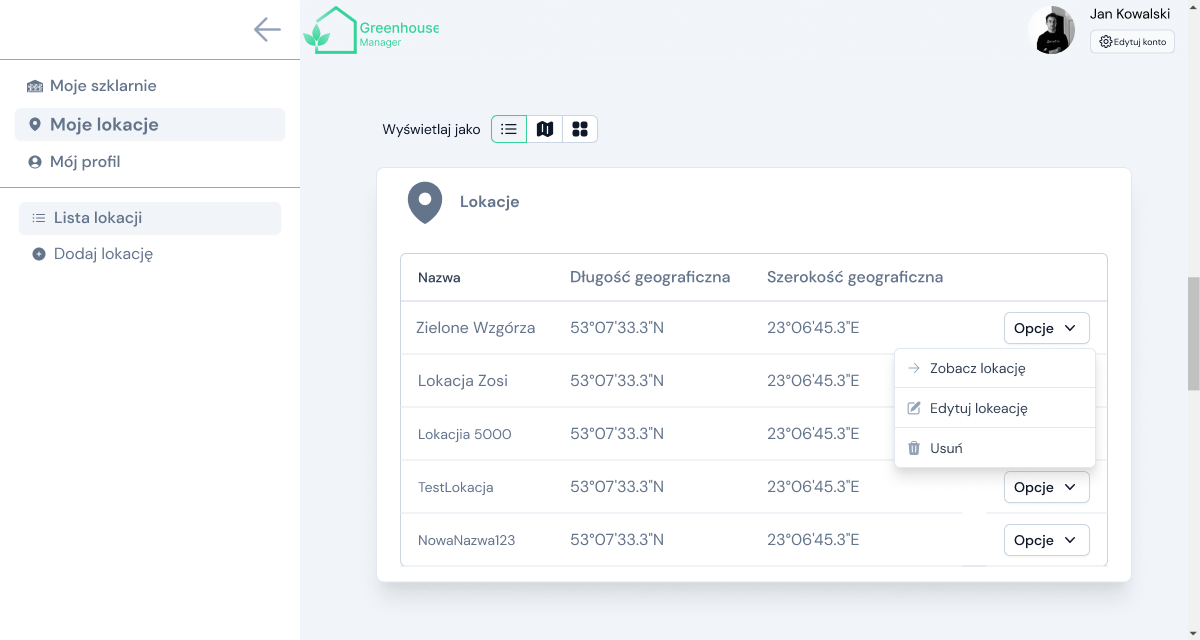 Greenhouse
Manager
Jan Kowalski
Edytuj konto
Moje szklarnie
Moje lokacje
Mój profil
Lista lokacji
Dodaj lokację
Wyświetlaj jako
Lokacje
Nazwa Długość geograficzna Szerokość geograficzna
Zielone Wzgórza 53°07'33.3"N 23°06'45.3"E Opcje
Zobacz lokację
Lokacja Zosi 53°07'33.3"N 23°06'45.3"E
Edytuj lokeację
Lokacjia 5000 53°07'33.3"N 23°06'45.3"E
Usuń
TestLokacja 53°07'33.3"N 23°06'45.3"E Opcje
NowaNazwa123 53°07'33.3"N 23°06'45.3"E Opcje